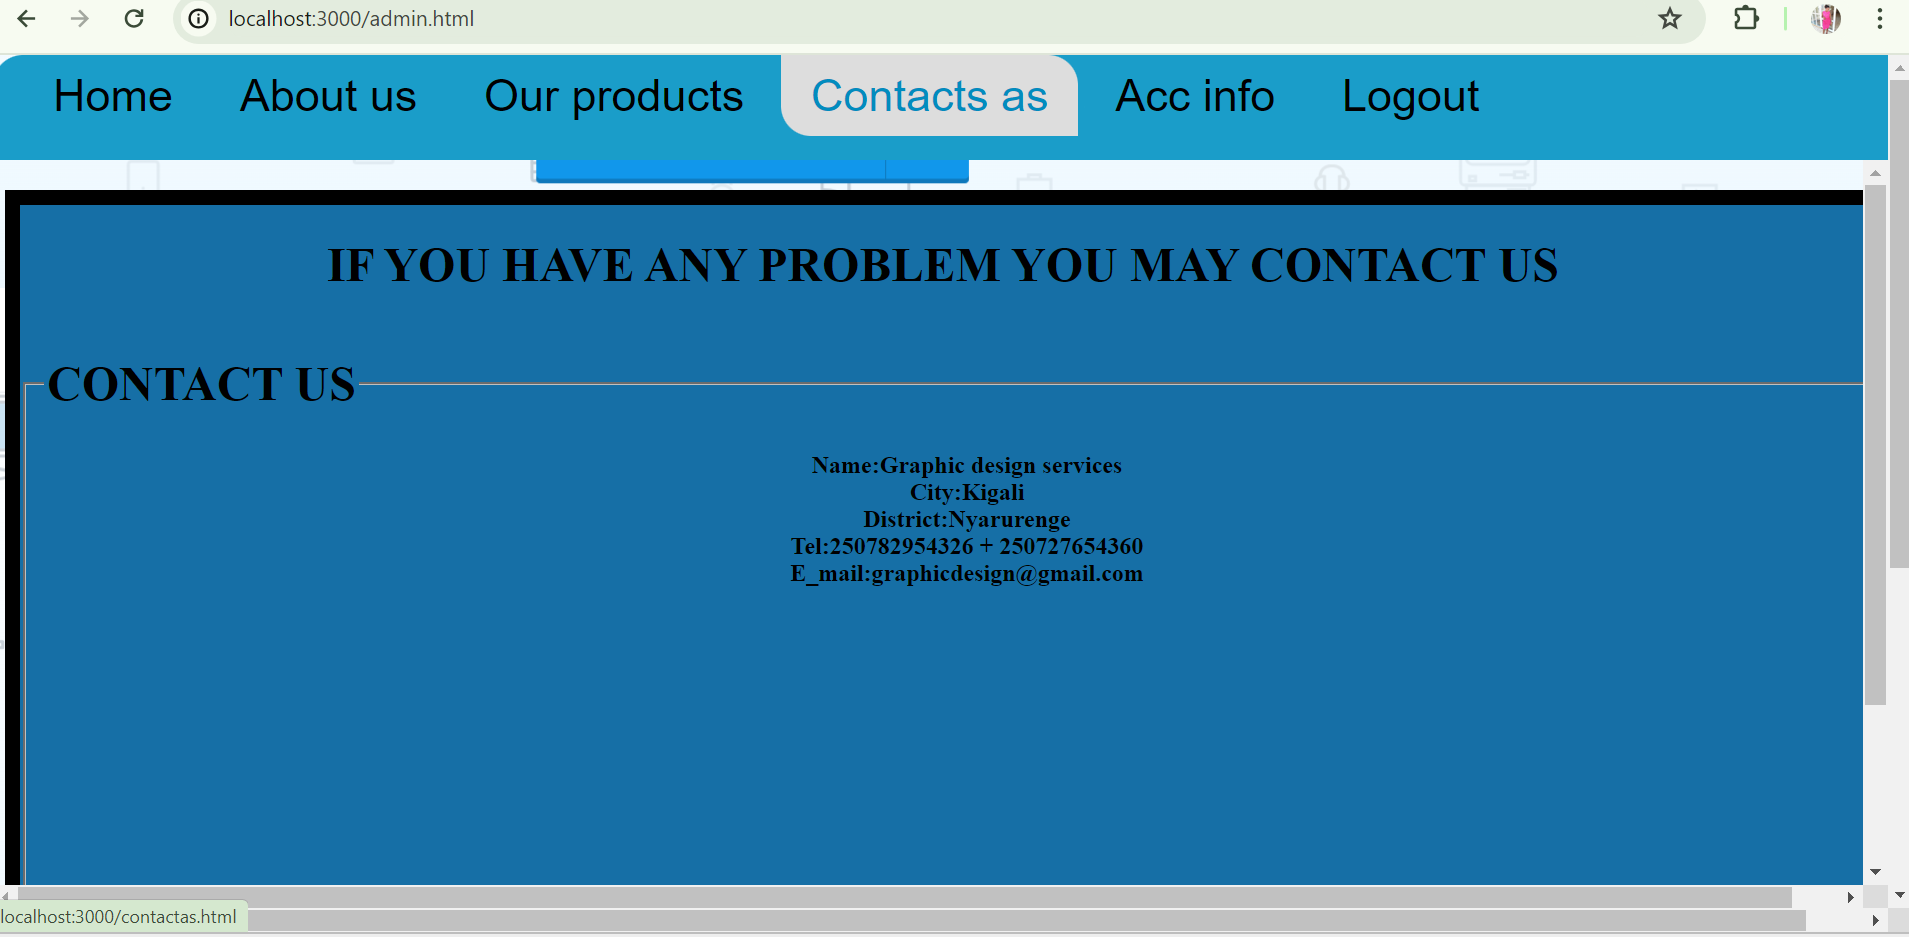 localhost:3000/admin.html
Home About us Our products Contacts as Acc info Logout
IF YOU HAVE ANY PROBLEM YOU MAY CONTACT US
CONTACT US
Name:Graphic design services
City:Kigali
District:Nyarurenge
Tel:250782954326 + 250727654360
E_mail:graphicdesign@gmail.com
localhost:3000/contactas.html